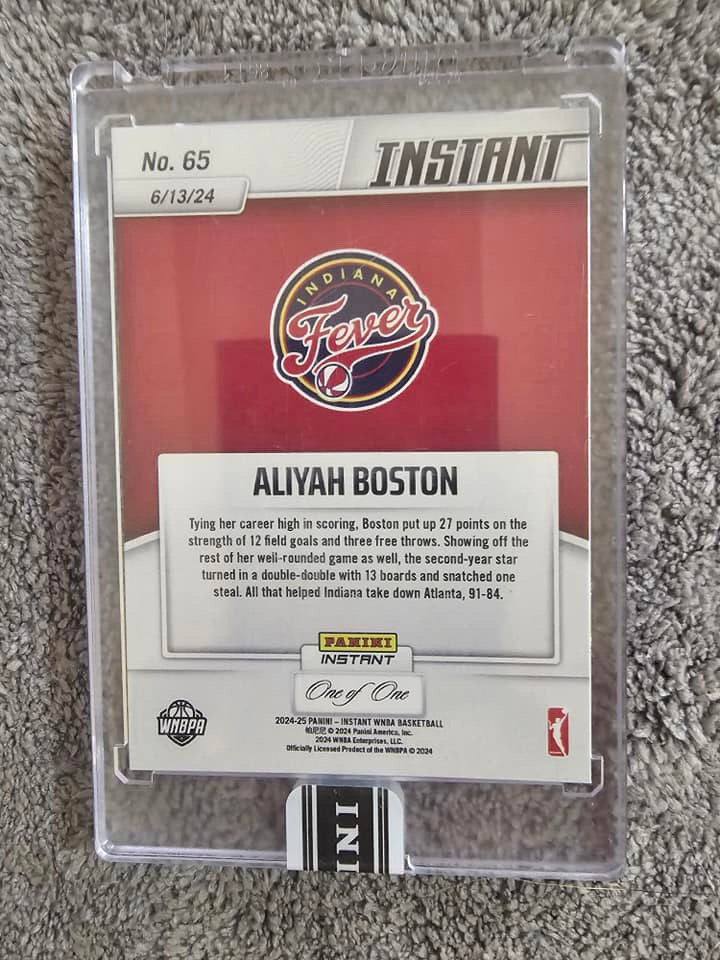 No. 65
INSTANT
6/13/24
INDIANA
Fever
ALIYAH BOSTON
Tying her career high in scoring, Boston put up 27 points on the
strength of 12 field goals and three free throws. Showing off the
rest of her well-rounded game as well, the second-year star
turned in a double-double with 13 boards and snatched one
steal. All that helped Indiana take down Atlanta, 91-84.
PANINI
INSTANT
One of One
WNBPA
2024-25 PANINI – INSTANT WNBA BASKETBALL
帕尼尼 © 2024 Panini America, Inc.
2024 WNBA Enterprises, LLC.
Officially Licensed Product of the WNBPA © 2024
INI